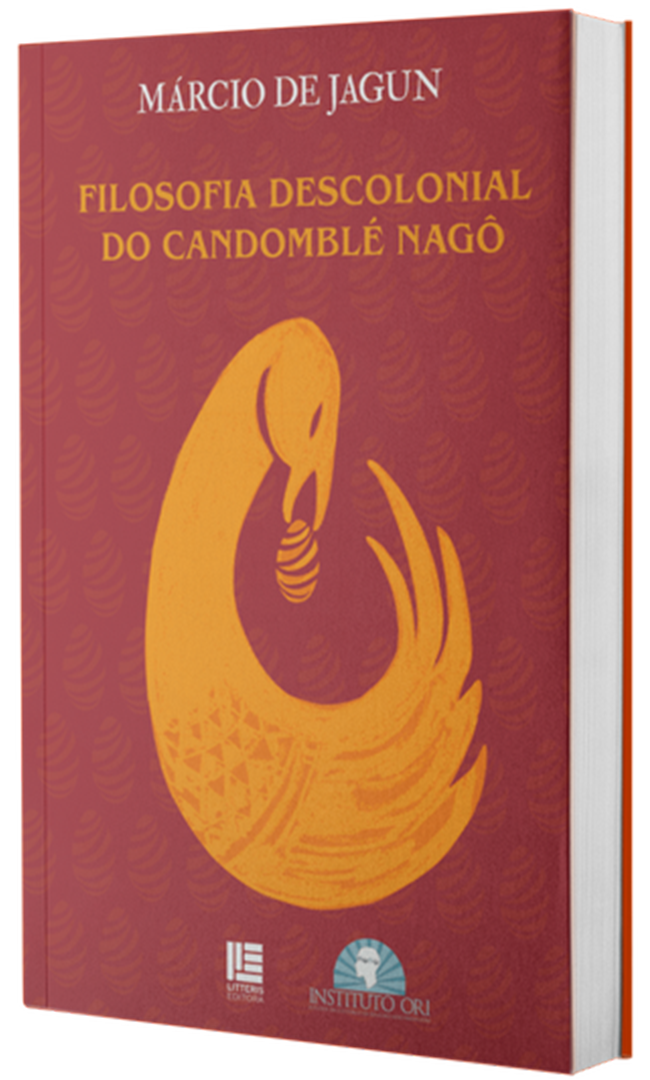 MÁRCIO DE JAGUN
FILOSOFIA DESCOLONIAL
DO CANDOMBLÉ NAGÔ
LITTERIS
EDITORA
INSTITUTO ORI